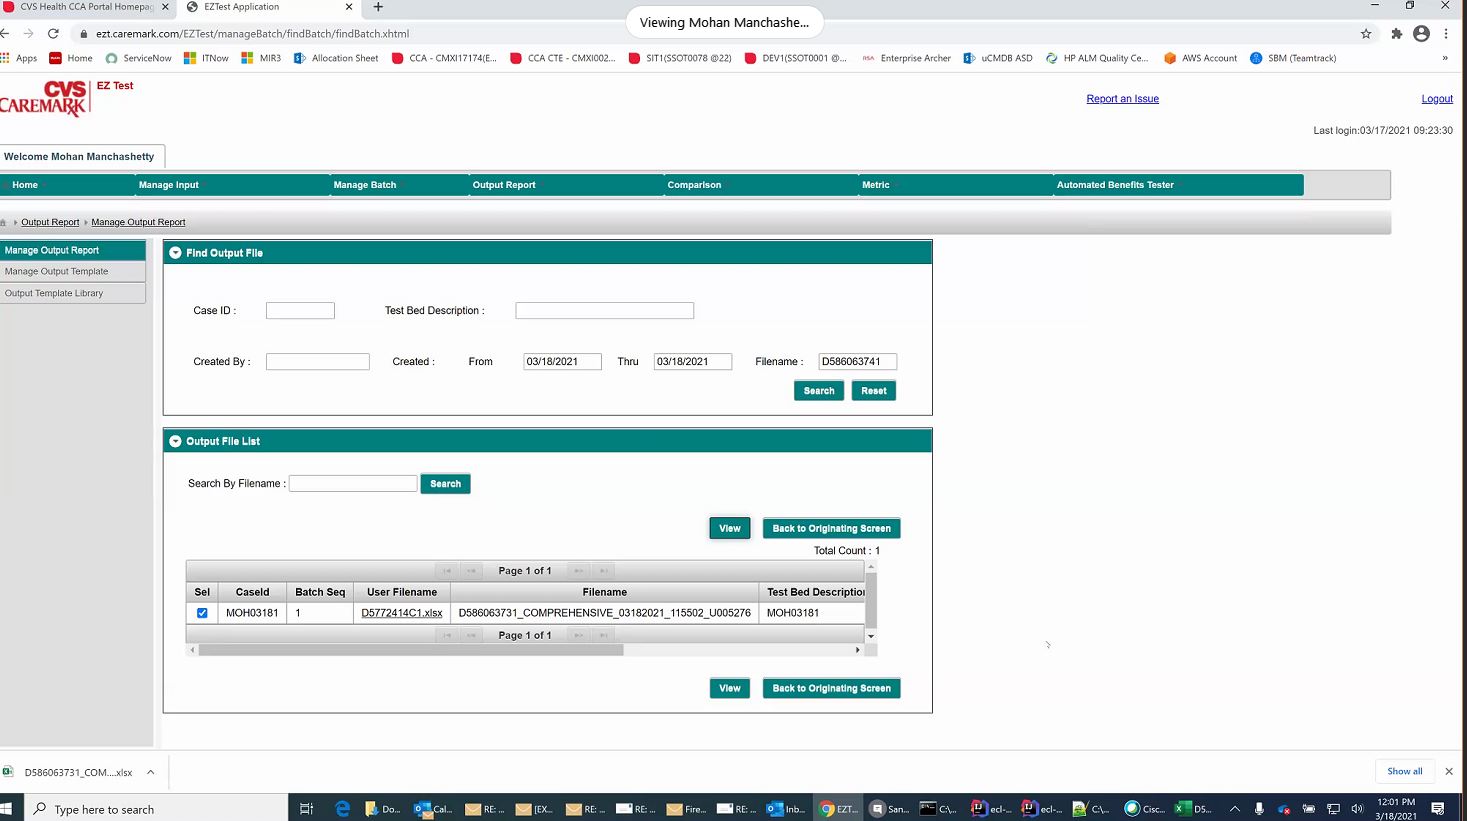 CVS Health CCA Portal Homepag
EZTest Application
Viewing Mohan Manchashe...
ezt.caremark.com/EZTest/manageBatch/findBatch/findBatch.xhtml
Apps Home ServiceNow ITNow MIR3 Allocation Sheet CCA - CMXI17174(E... CCA CTE - CMXI002... SIT1(SSOT0078 @22) DEV1(SSOT0001 @... RSA Enterprise Archer uCMDB ASD HP ALM Quality Ce... AWS Account SBM (Teamtrack) »
CVS
CAREMARK
EZ Test
Report an Issue
Logout
Last login:03/17/2021 09:23:30
Welcome Mohan Manchashetty
Home Manage Input Manage Batch Output Report Comparison Metric Automated Benefits Tester
Output Report Manage Output Report
Manage Output Report
Manage Output Template
Output Template Library
Find Output File
Case ID : Test Bed Description :
Created By : Created : From 03/18/2021 Thru 03/18/2021 Filename : D586063741
Search Reset
Output File List
Search By Filename : Search
View Back to Originating Screen
Total Count : 1
Page 1 of 1
Sel CaseId Batch Seq User Filename Filename Test Bed Description
MOH03181 1 D5772414C1.xlsx D586063731_COMPREHENSIVE_03182021_115502_U005276 MOH03181
Page 1 of 1
View Back to Originating Screen
D586063731_COM....xlsx
Show all
Type here to search
Do... Cal... RE: ... [EX... RE: ... RE: ... Fire... RE: ... Inb... EZT... San... C:\... ecl-... ecl-... C:\... Cisc... D5...
12:01 PM
3/18/2021